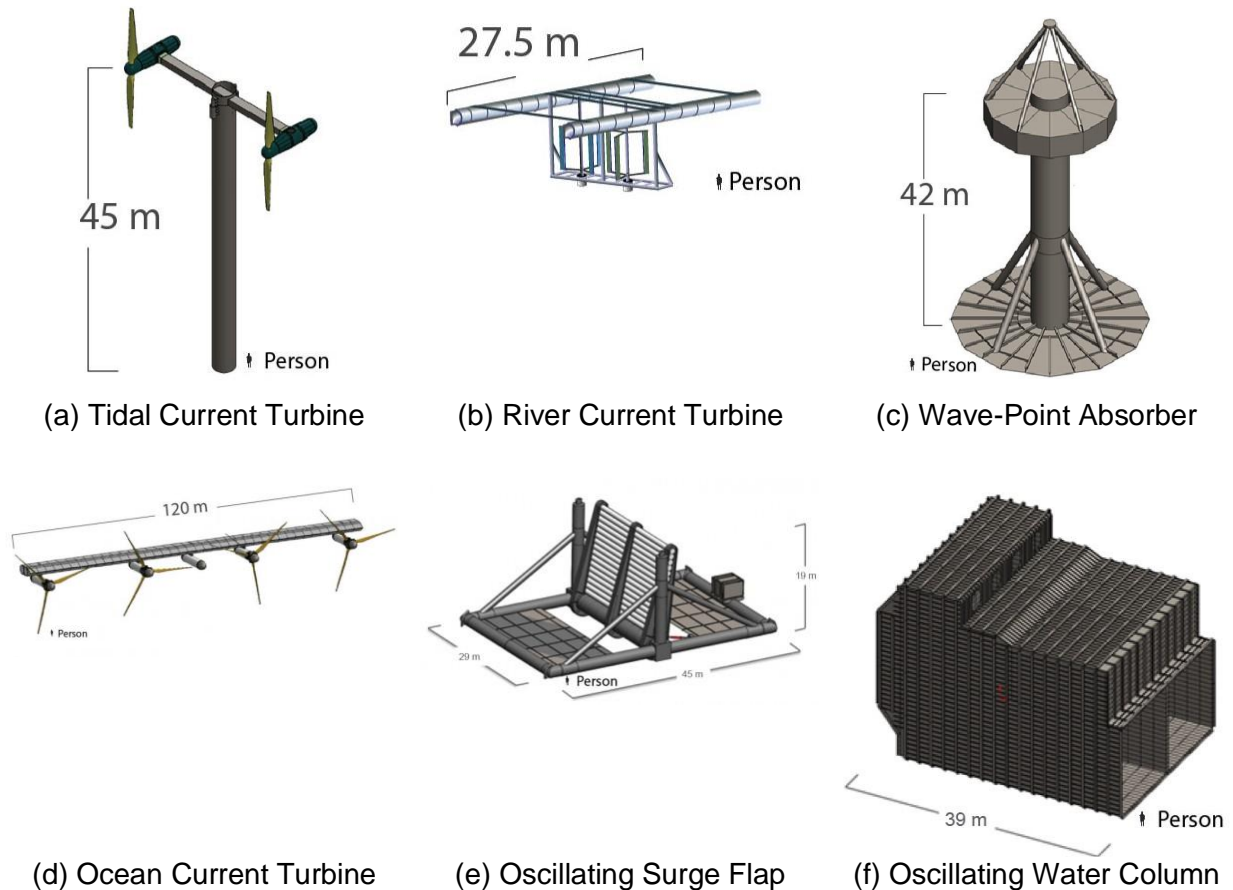 27.5 m
45 m
42 m
Person
Person
Person
(a) Tidal Current Turbine
(b) River Current Turbine
(c) Wave-Point Absorber
120 m
19 m
29 m
45 m
Person
Person
39 m
Person
(d) Ocean Current Turbine
(e) Oscillating Surge Flap
(f) Oscillating Water Column